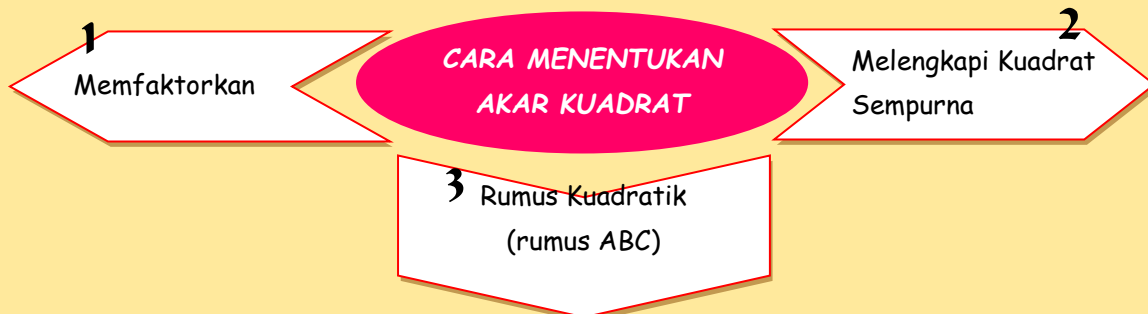 CARA MENENTUKAN
AKAR KUADRAT
1
Memfaktorkan
2
Melengkapi Kuadrat
Sempurna
3
Rumus Kuadratik
(rumus ABC)